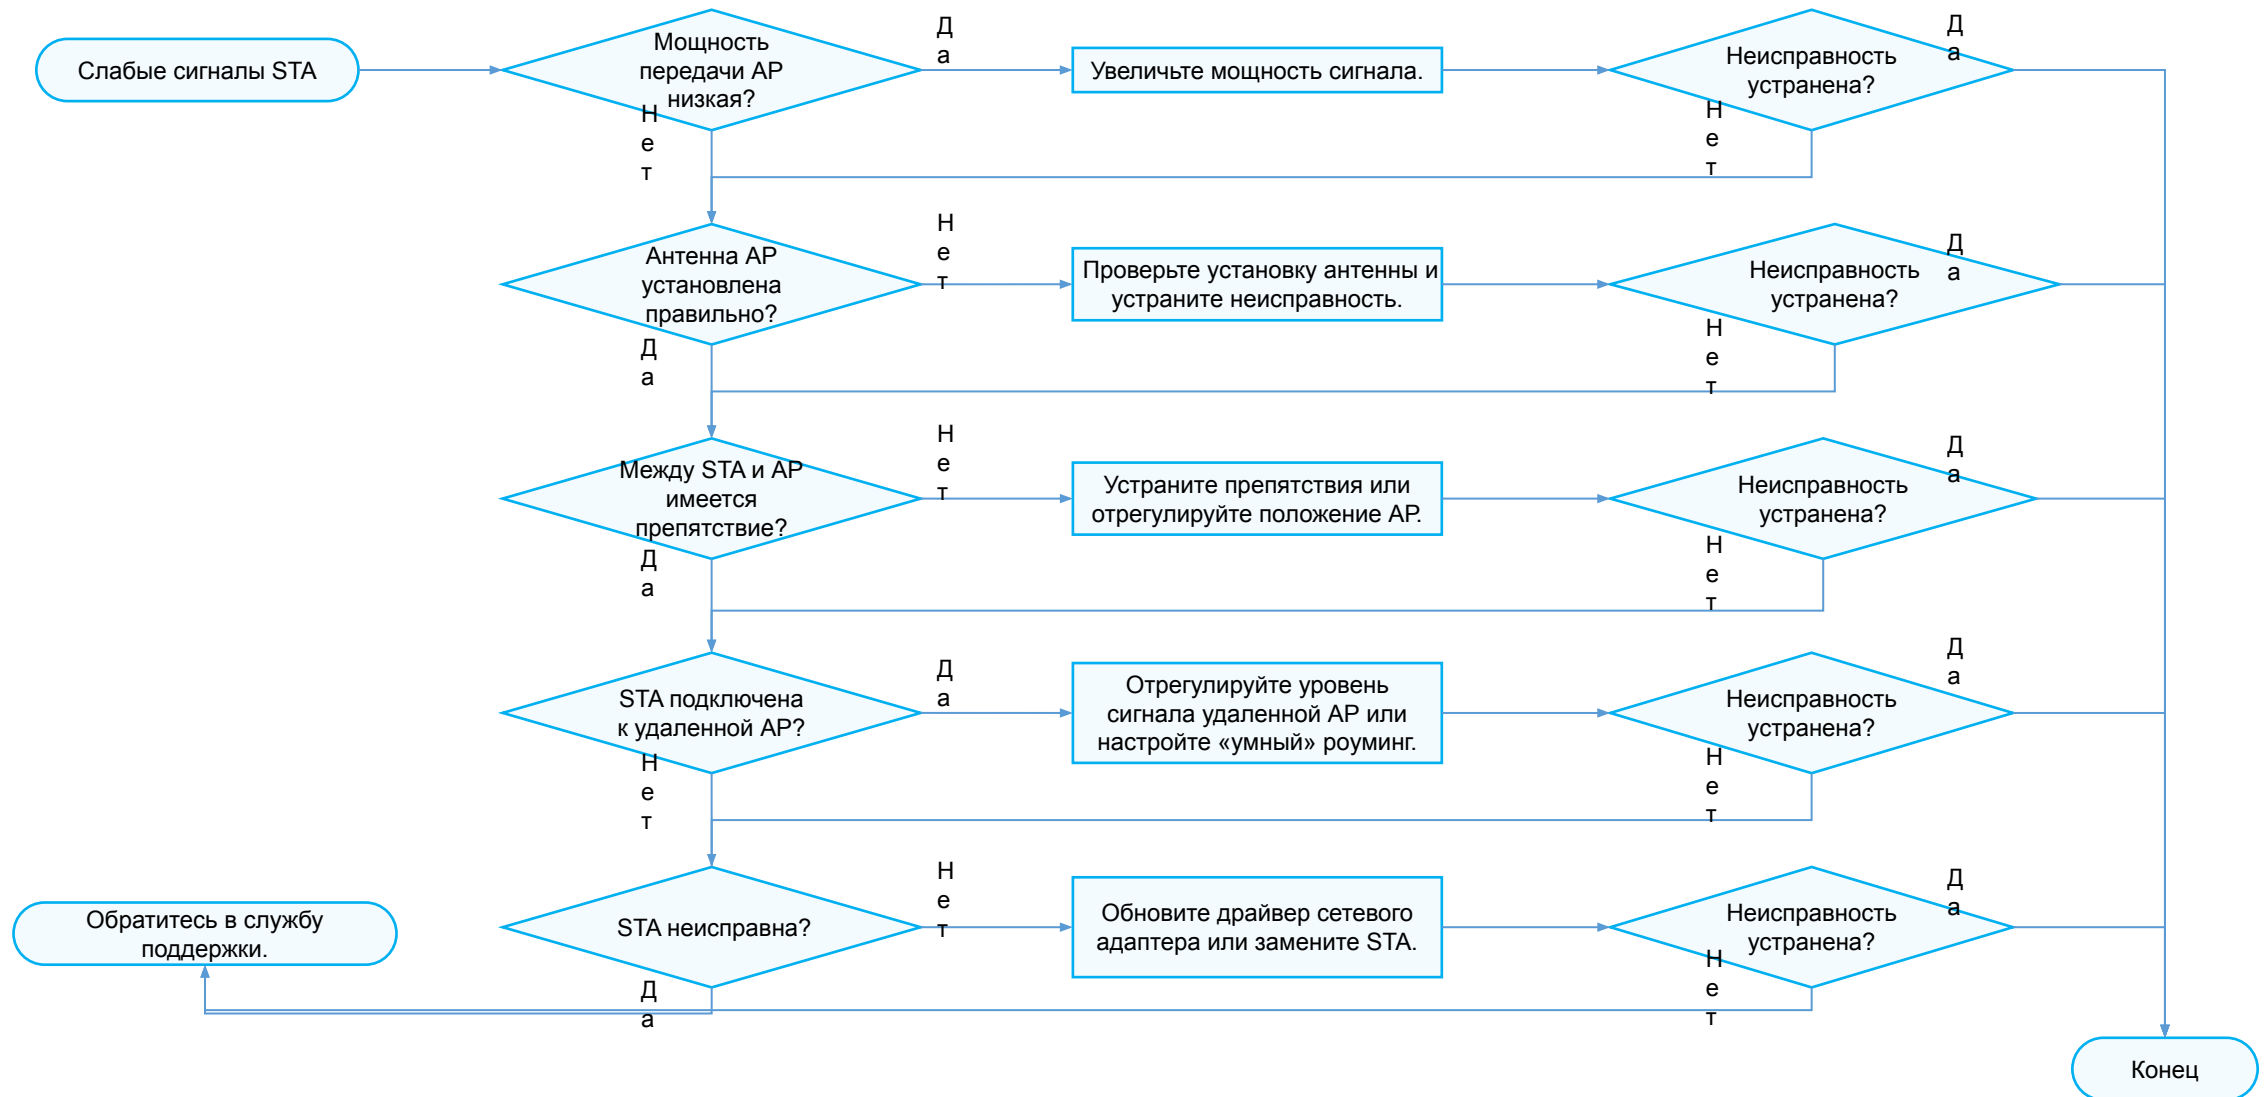 Слабые сигналы STA
Мощность
передачи AP
низкая?
Да
Увеличьте мощность сигнала.
Неисправность
устранена?
Да
Нет
Нет
Антенна AP
установлена
правильно?
Нет
Проверьте установку антенны и
устраните неисправность.
Неисправность
устранена?
Да
Да
Нет
Между STA и AP
имеется
препятствие?
Нет
Устраните препятствия или
отрегулируйте положение AP.
Неисправность
устранена?
Да
Да
Нет
STA подключена
к удаленной AP?
Да
Отрегулируйте уровень
сигнала удаленной AP или
настройте «умный» роуминг.
Неисправность
устранена?
Да
Нет
Нет
Обратитесь в службу
поддержки.
STA неисправна?
Нет
Обновите драйвер сетевого
адаптера или замените STA.
Неисправность
устранена?
Да
Да
Нет
Конец